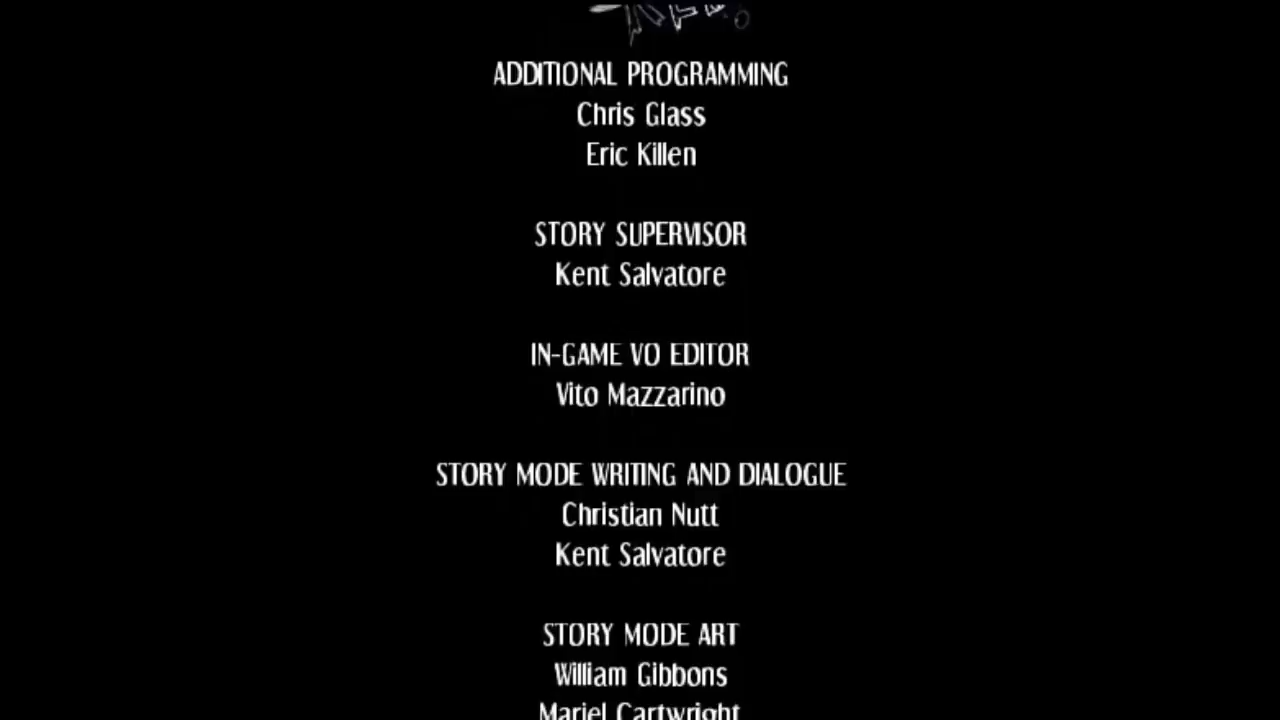 ADDITIONAL PROGRAMMING
Chris Glass
Eric Killen
STORY SUPERVISOR
Kent Salvatore
IN-GAME VO EDITOR
Vito Mazzarino
STORY MODE WRITING AND DIALOGUE
Christian Nutt
Kent Salvatore
STORY MODE ART
William Gibbons
Mariel Cartwright